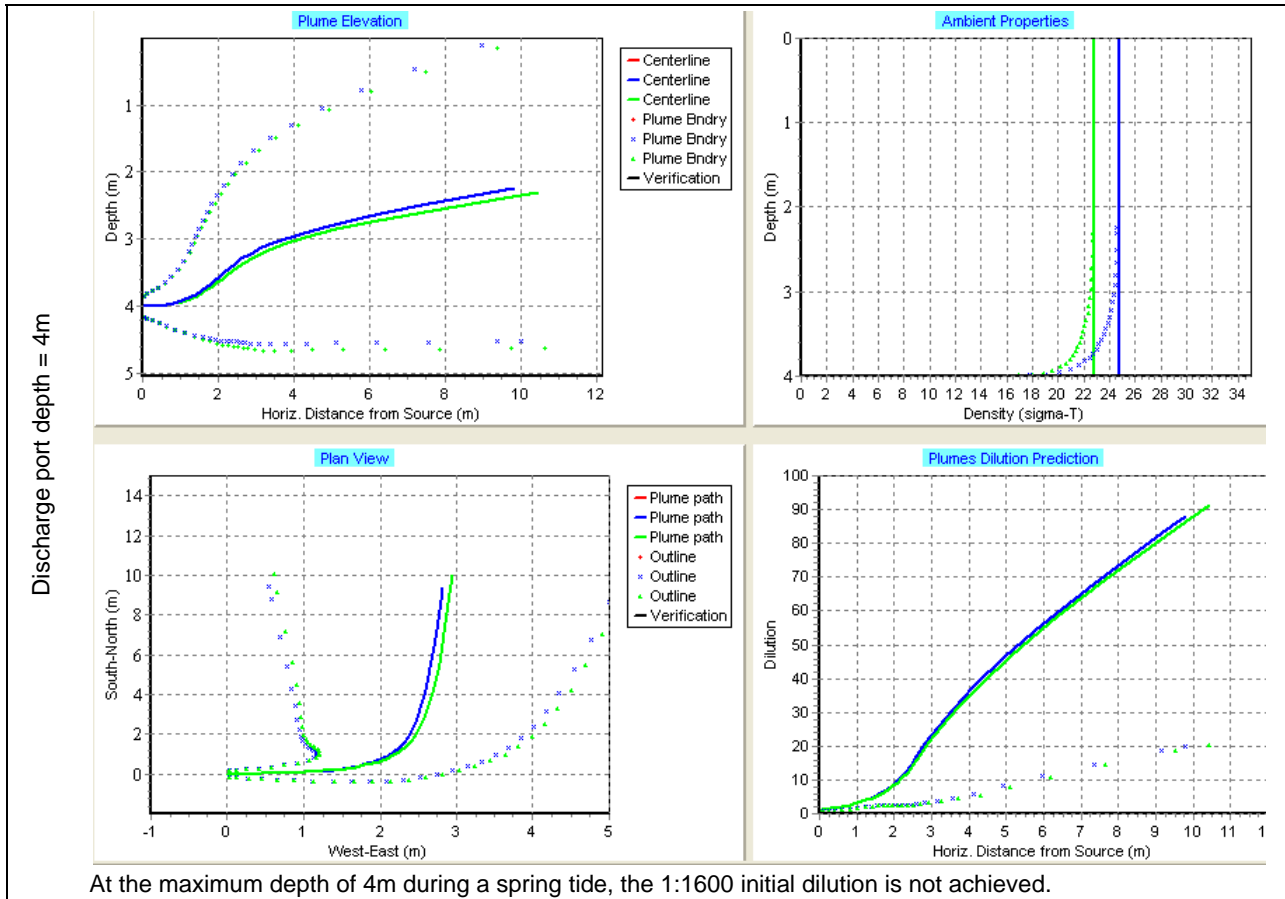 Discharge port depth = 4m
Plume Elevation
Depth (m)
1
2
3
4
5
0
2
4
6
8
10
12
Horiz. Distance from Source (m)
Centerline
Centerline
Centerline
Plume Bndry
Plume Bndry
Plume Bndry
Verification
Ambient Properties
Depth (m)
0
1
2
3
4
0 2 4 6 8 10 12 14 16 18 20 22 24 26 28 30 32 34
Density (sigma-T)
Plan View
South-North (m)
14
12
10
8
6
4
2
0
-1 0 1 2 3 4 5
West-East (m)
Plume path
Plume path
Plume path
Outline
Outline
Outline
Verification
Plumes Dilution Prediction
Dilution
100
90
80
70
60
50
40
30
20
10
0
0 1 2 3 4 5 6 7 8 9 10 11
Horiz. Distance from Source (m)
At the maximum depth of 4m during a spring tide, the 1:1600 initial dilution is not achieved.